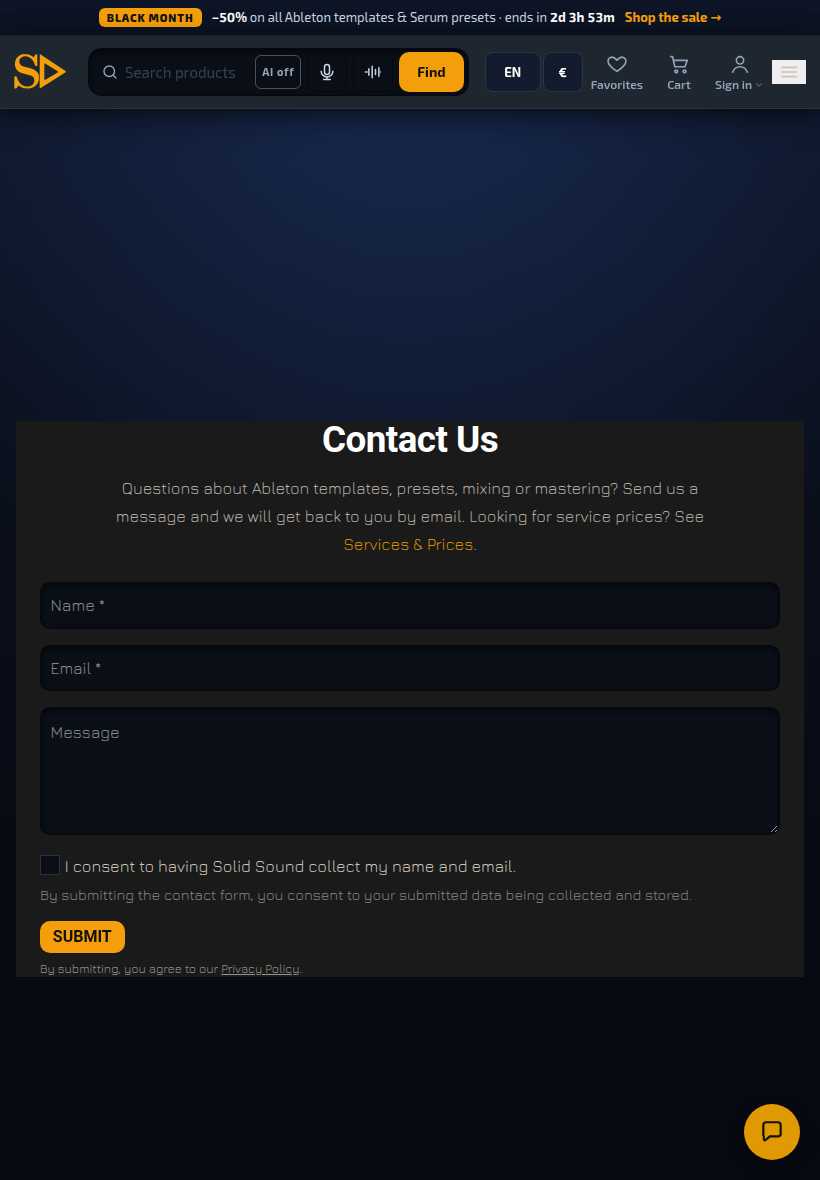 BLACK MONTH −50% on all Ableton templates & Serum presets · ends in 2d 3h 53m Shop the sale →
S
Search products AI off Find EN € Favorites Cart Sign in
Contact Us
Questions about Ableton templates, presets, mixing or mastering? Send us a
message and we will get back to you by email. Looking for service prices? See
Services & Prices.
Name *
Email *
Message
I consent to having Solid Sound collect my name and email.
By submitting the contact form, you consent to your submitted data being collected and stored.
SUBMIT
By submitting, you agree to our Privacy Policy.